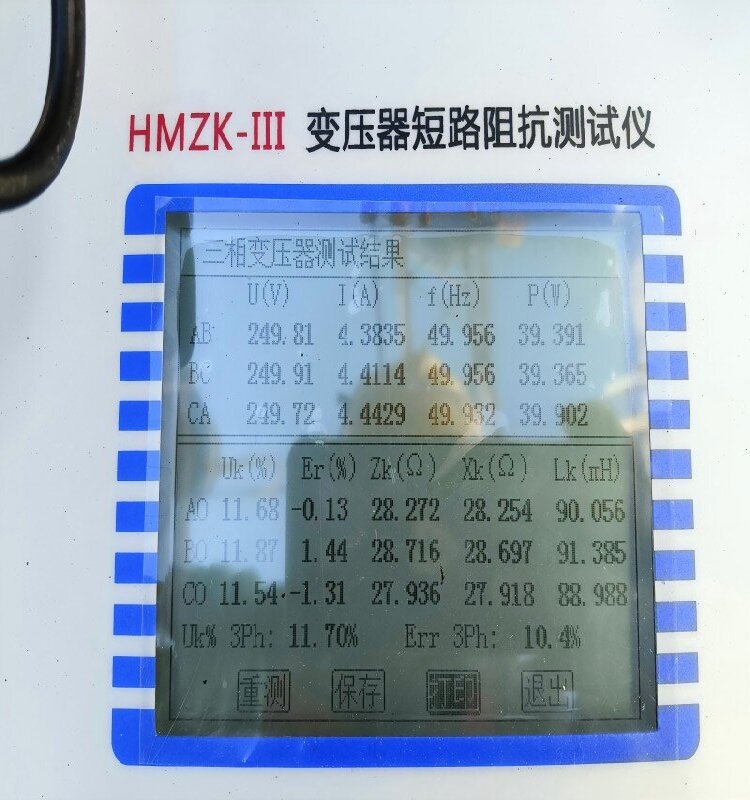 HMZK-III 变压器短路阻抗测试仪
三相变压器测试结果
U(V) I(A) f(Hz) P(W)
AB 249.81 4.3835 49.956 39.391
BC 249.91 4.4114 49.956 39.365
CA 249.72 4.4429 49.932 39.902
Uk(%) Er(%) Zk(Ω) Xk(Ω) Lk(mH)
AO 11.68 -0.13 28.272 28.254 90.056
BO 11.87 1.44 28.716 28.697 91.385
CO 11.54 -1.31 27.936 27.918 88.988
Uk% 3Ph: 11.70% Err 3Ph: 10.4%
重测 保存 打印 退出